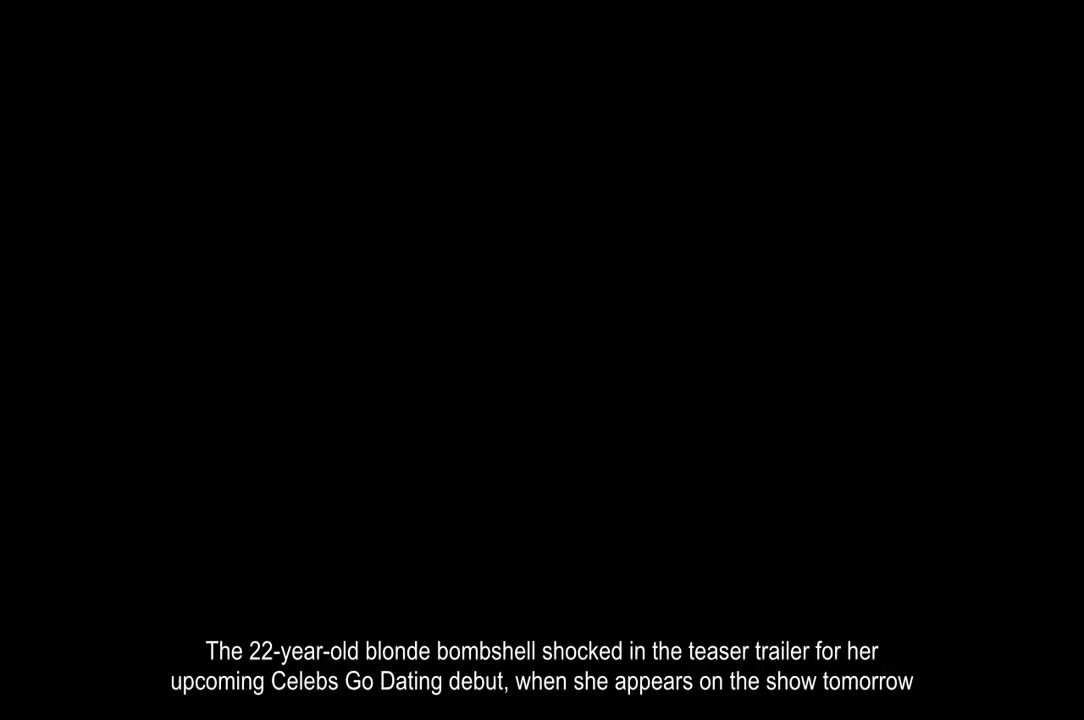 The 22-year-old blonde bombshell shocked in the teaser trailer for her
upcoming Celebs Go Dating debut, when she appears on the show tomorrow